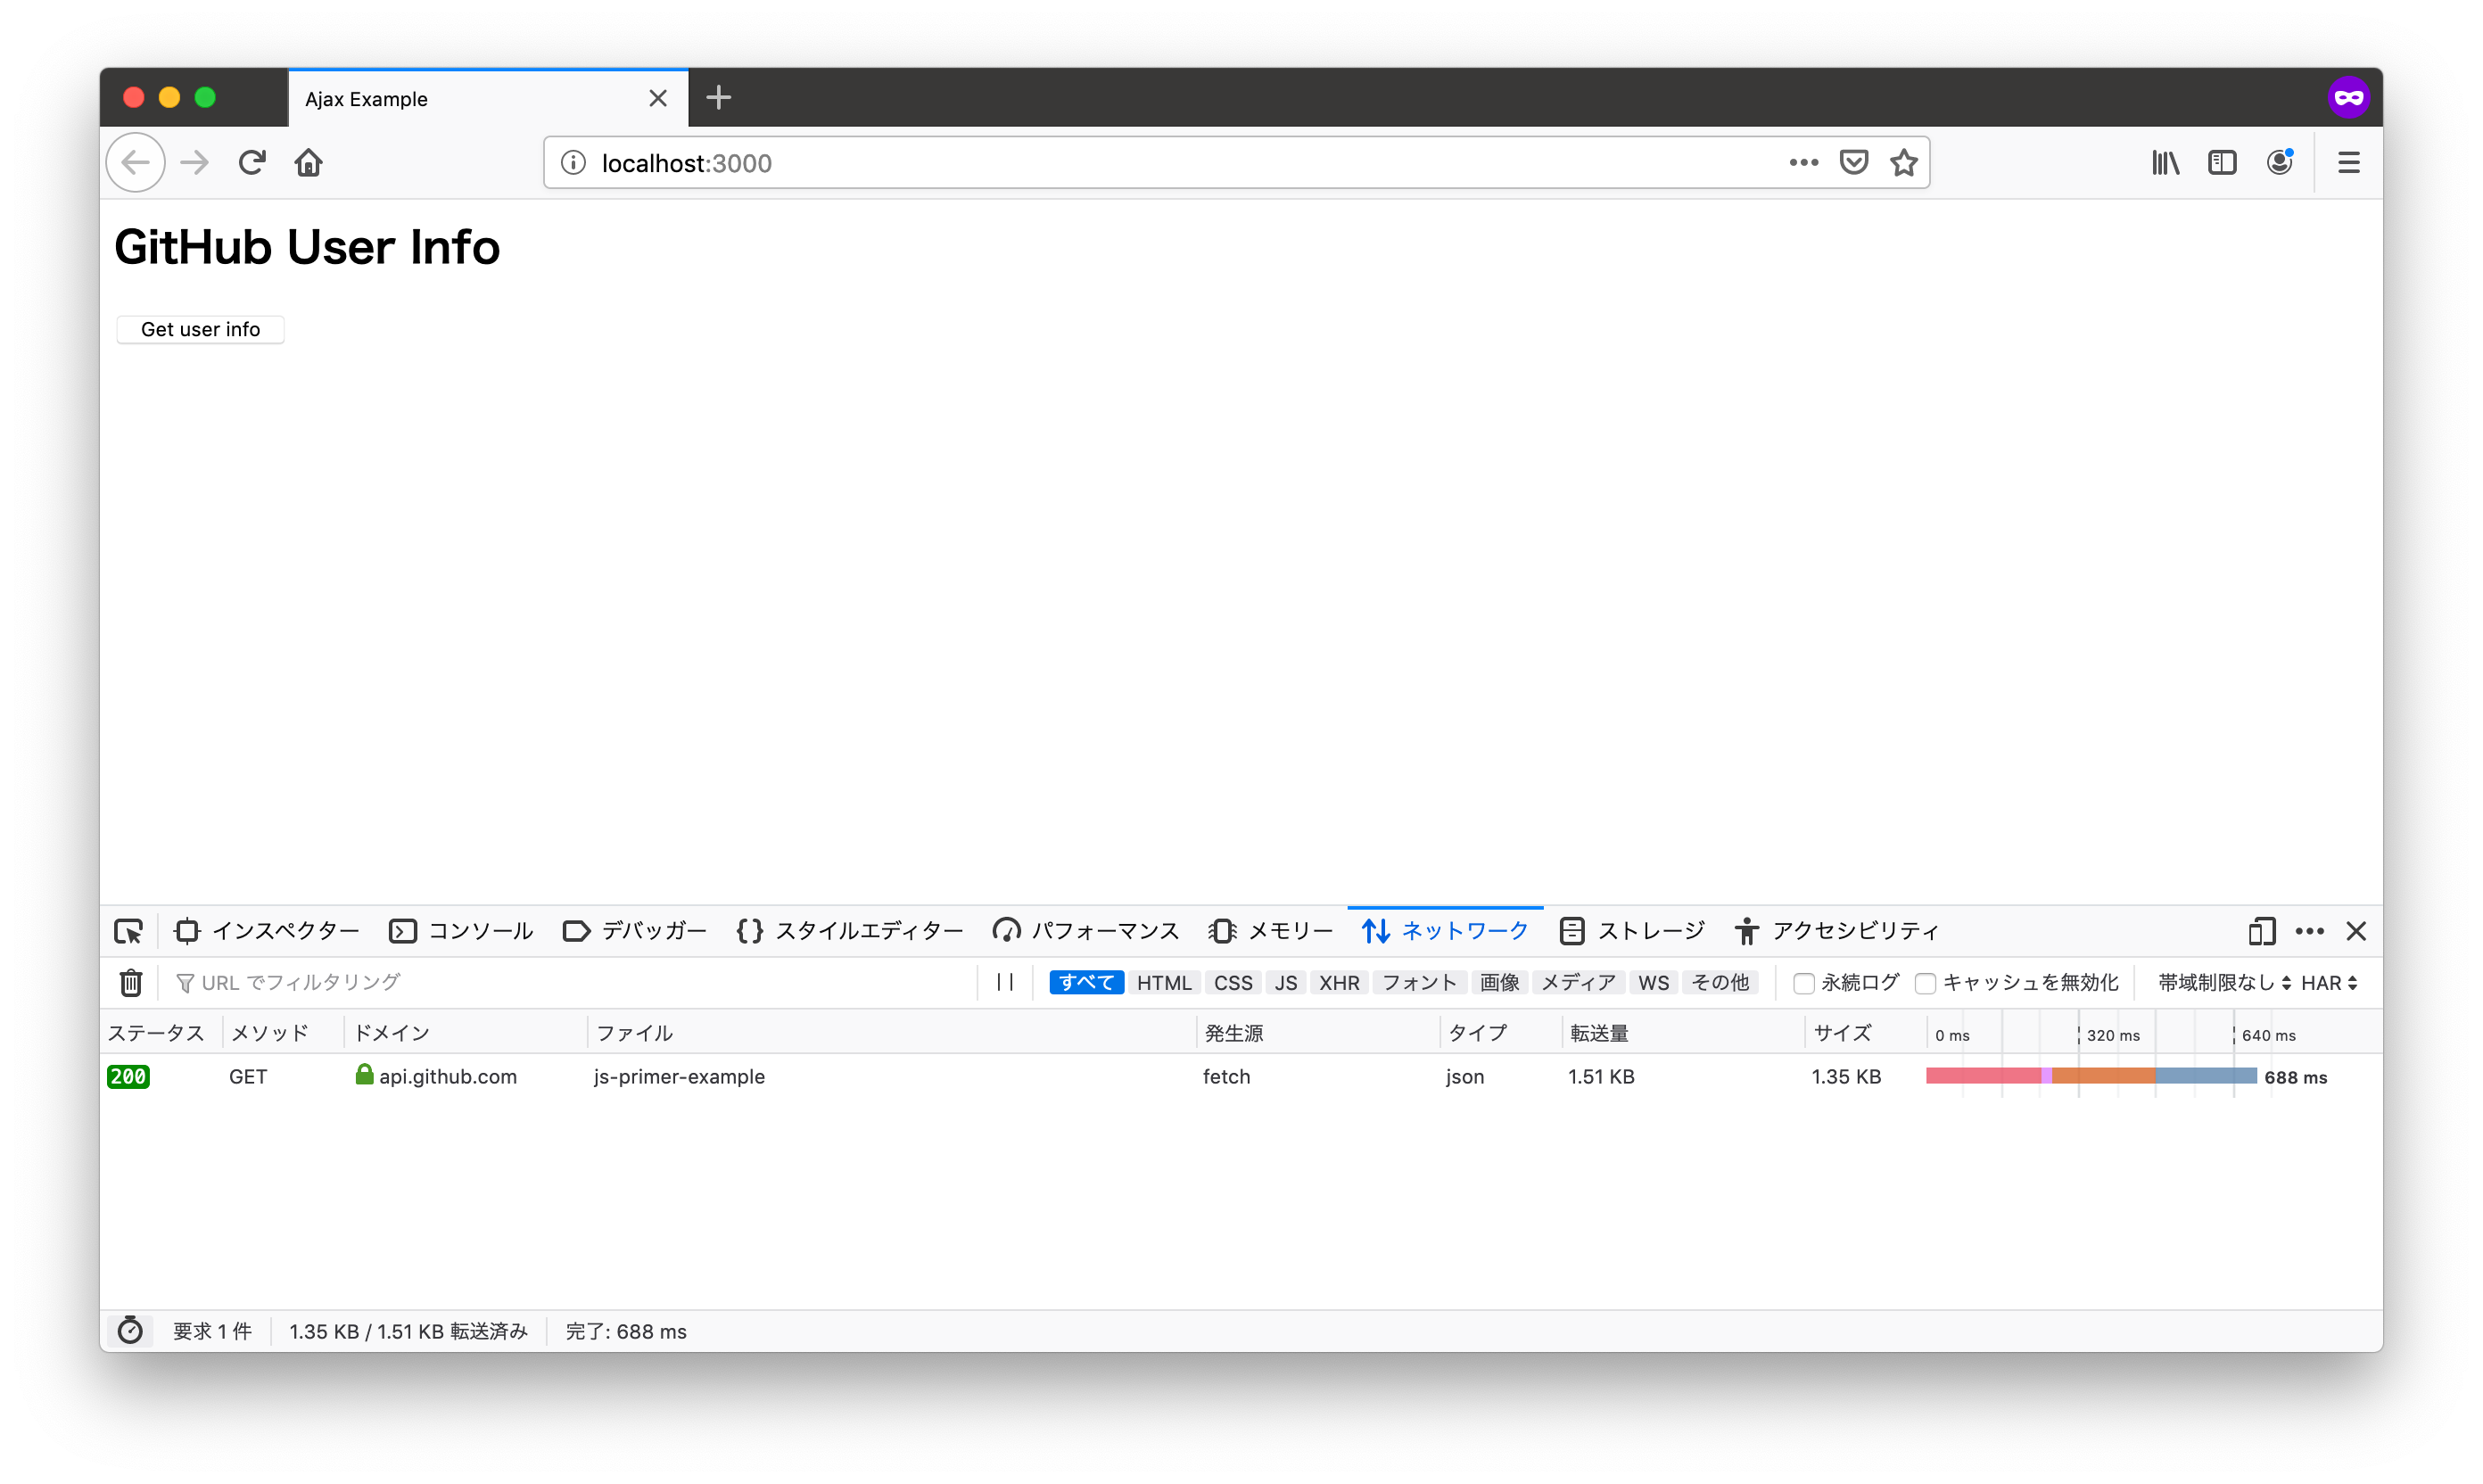 Ajax Example
localhost:3000
GitHub User Info
Get user info
インスペクター コンソール デバッガー スタイルエディター パフォーマンス メモリー ネットワーク ストレージ アクセシビリティ
URL でフィルタリング すべて HTML CSS JS XHR フォント 画像 メディア WS その他 永続ログ キャッシュを無効化 帯域制限なし HAR
ステータス メソッド ドメイン ファイル 発生源 タイプ 転送量 サイズ 0 ms 320 ms 640 ms
200 GET api.github.com js-primer-example fetch json 1.51 KB 1.35 KB 688 ms
要求 1 件 1.35 KB / 1.51 KB 転送済み 完了: 688 ms